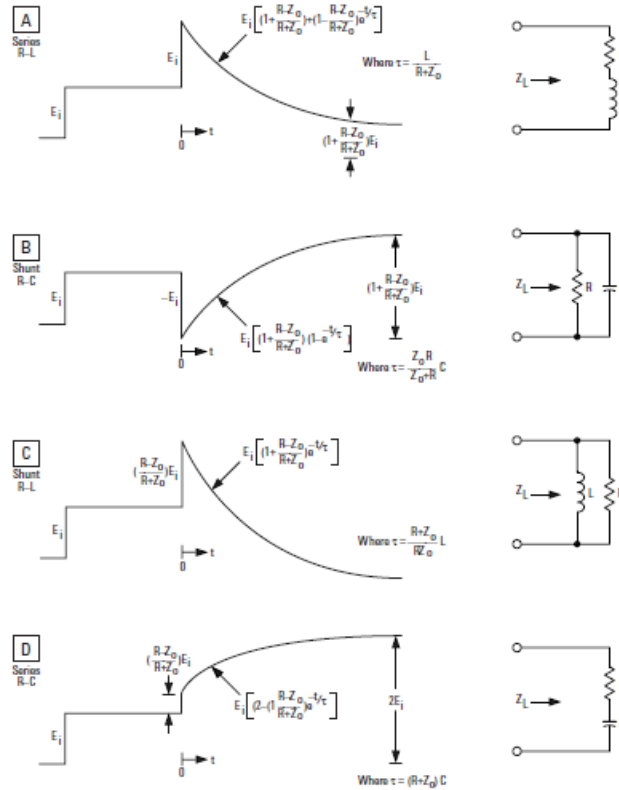 A
Series
R–L
E_i
E_i
E_i[(1+(R–Z_o)/(R+Z_o))+(1–(R–Z_o)/(R+Z_o))e^–t/τ]
Where τ = L/(R+Z_o)
(1+(R–Z_o)/(R+Z_o))E_i
0
t
Z_L
B
Shunt
R–C
E_i
–E_i
(1+(R–Z_o)/(R+Z_o))E_i
E_i[(1+(R–Z_o)/(R+Z_o))(1–e^–t/τ)]
0
t
Where τ = (Z_o R)/(Z_o+R) C
Z_L
R
C
Shunt
R–L
E_i
((R–Z_o)/(R+Z_o))E_i
E_i[(1+(R–Z_o)/(R+Z_o))e^–t/τ]
Where τ = (R+Z_o)/(RZ_o) L
0
t
Z_L
L
D
Series
R–C
E_i
((R–Z_o)/(R+Z_o))E_i
E_i[(2–(1(R–Z_o)/(R+Z_o))e^–t/τ]
2E_i
0
t
Where τ = (R+Z_o) C
Z_L